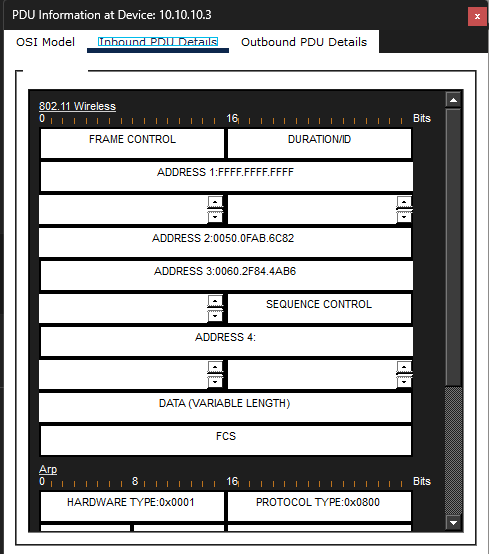 PDU Information at Device: 10.10.10.3
x
OSI Model Inbound PDU Details Outbound PDU Details
802.11 Wireless
0 16 Bits
FRAME CONTROL DURATION/ID
ADDRESS 1:FFFF.FFFF.FFFF
ADDRESS 2:0050.0FAB.6C82
ADDRESS 3:0060.2F84.4AB6
SEQUENCE CONTROL
ADDRESS 4:
DATA (VARIABLE LENGTH)
FCS
Arp
0 8 16 Bits
HARDWARE TYPE:0x0001 PROTOCOL TYPE:0x0800